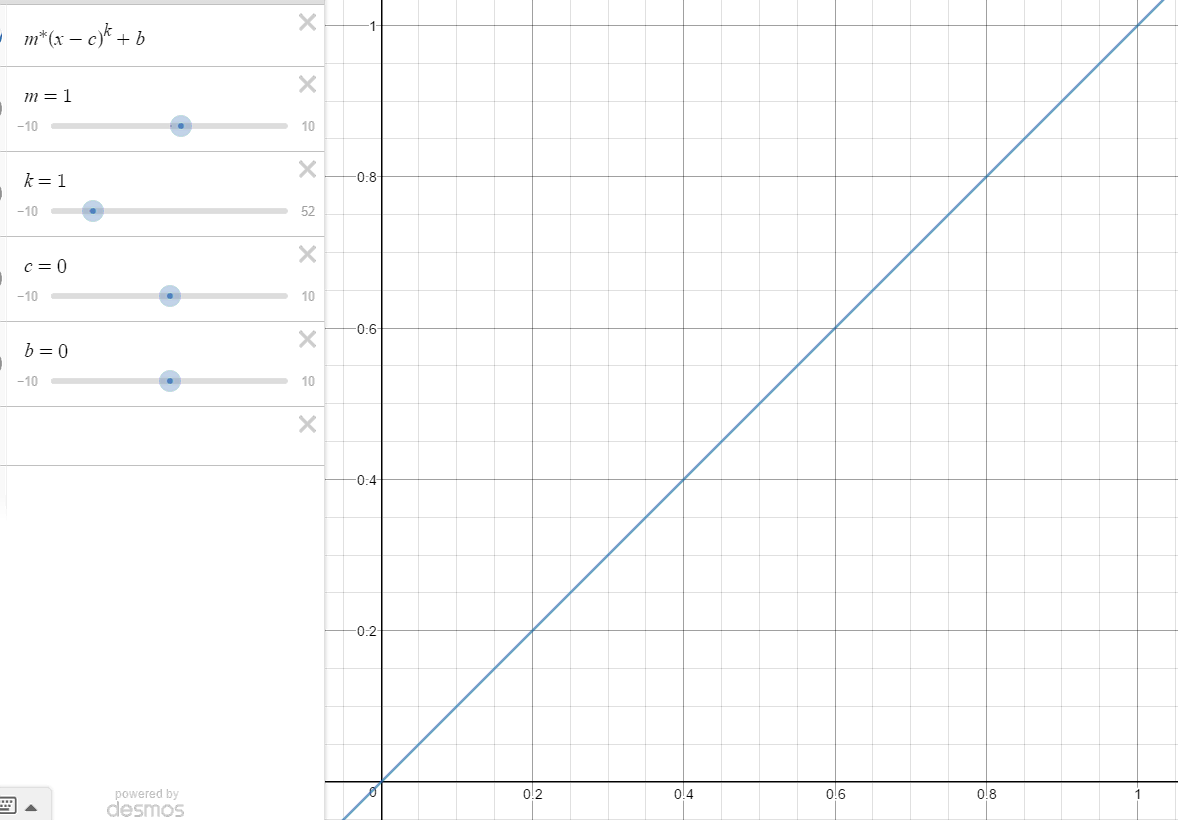 m*(x − c)^k + b
m = 1
−10 10
k = 1
−10 52
c = 0
−10 10
b = 0
−10 10
powered by
desmos
1
0.8
0.6
0.4
0.2
0 0.2 0.4 0.6 0.8 1